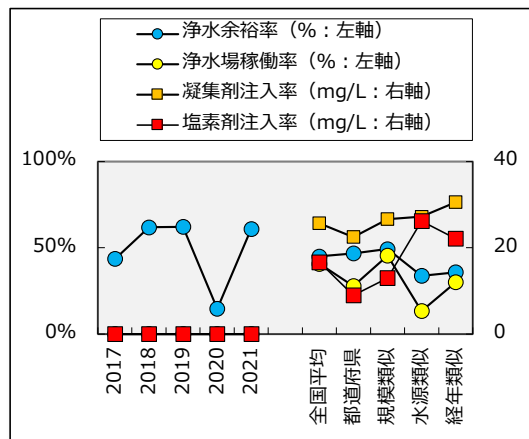 浄水余裕率（%：左軸）
浄水場稼働率（%：左軸）
凝集剤注入率（mg/L：右軸）
塩素剤注入率（mg/L：右軸）
100%
40
50%
20
0%
0
2017
2018
2019
2020
2021
全国平均
都道府県
規模類似
水源類似
経年類似